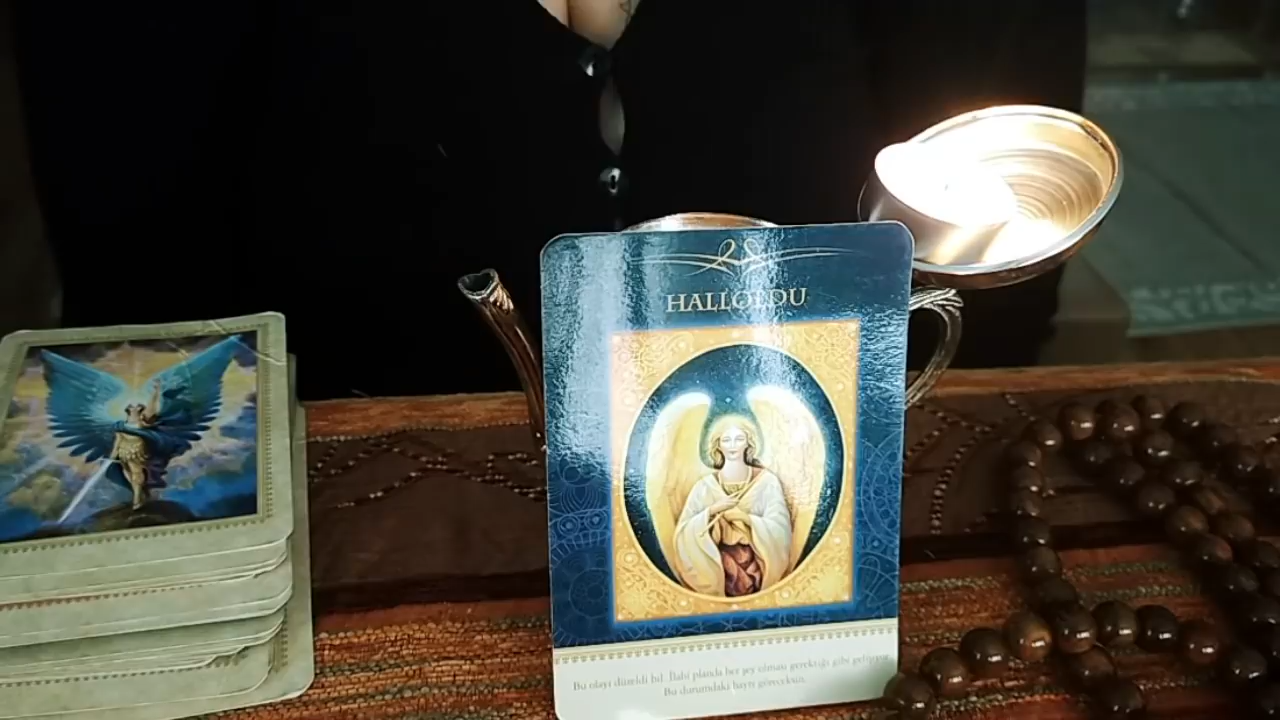 HALLOLDU
Bu olayı düzeldi bil. İlahi planda her şey olması gerektiği gibi gelişiyor.
Bu durumdaki hayrı göreceksin.